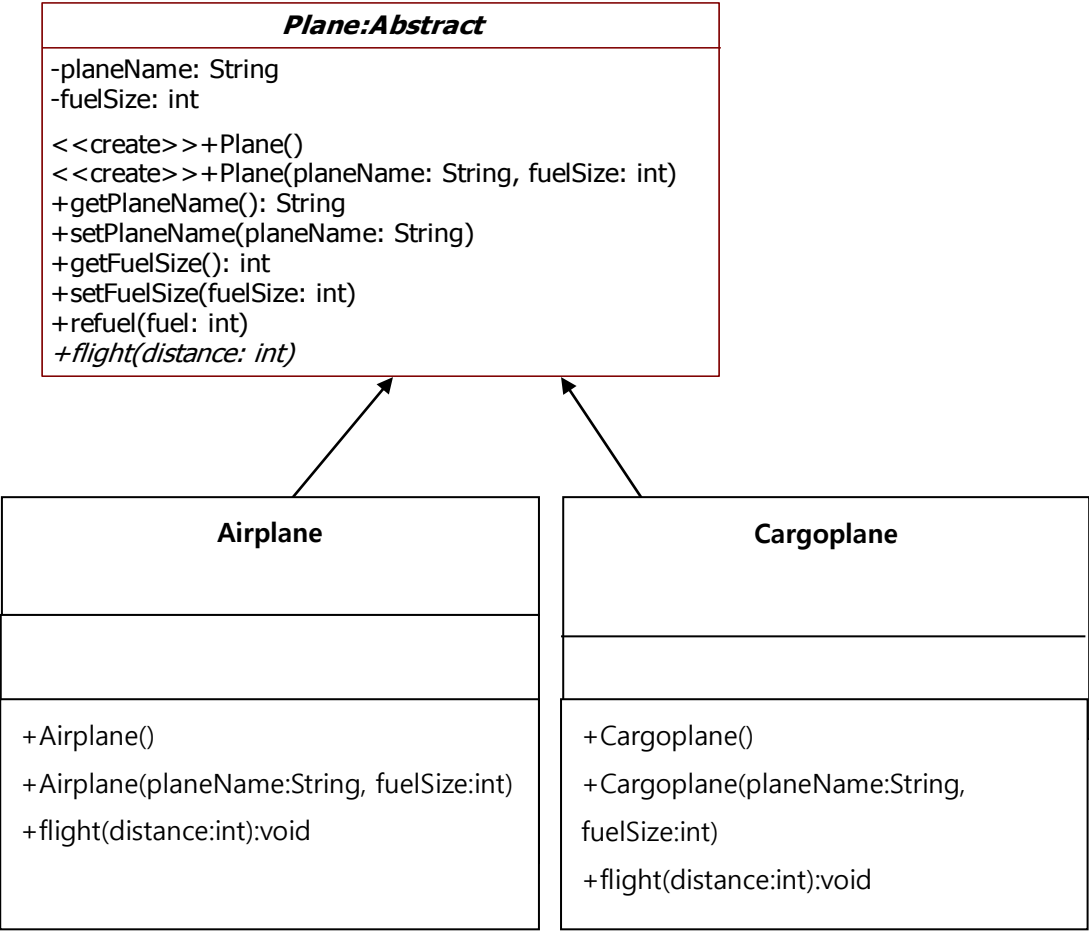 Plane:Abstract
-planeName: String
-fuelSize: int
<<create>>+Plane()
<<create>>+Plane(planeName: String, fuelSize: int)
+getPlaneName(): String
+setPlaneName(planeName: String)
+getFuelSize(): int
+setFuelSize(fuelSize: int)
+refuel(fuel: int)
+flight(distance: int)
Airplane
+Airplane()
+Airplane(planeName:String, fuelSize:int)
+flight(distance:int):void
Cargoplane
+Cargoplane()
+Cargoplane(planeName:String,
fuelSize:int)
+flight(distance:int):void